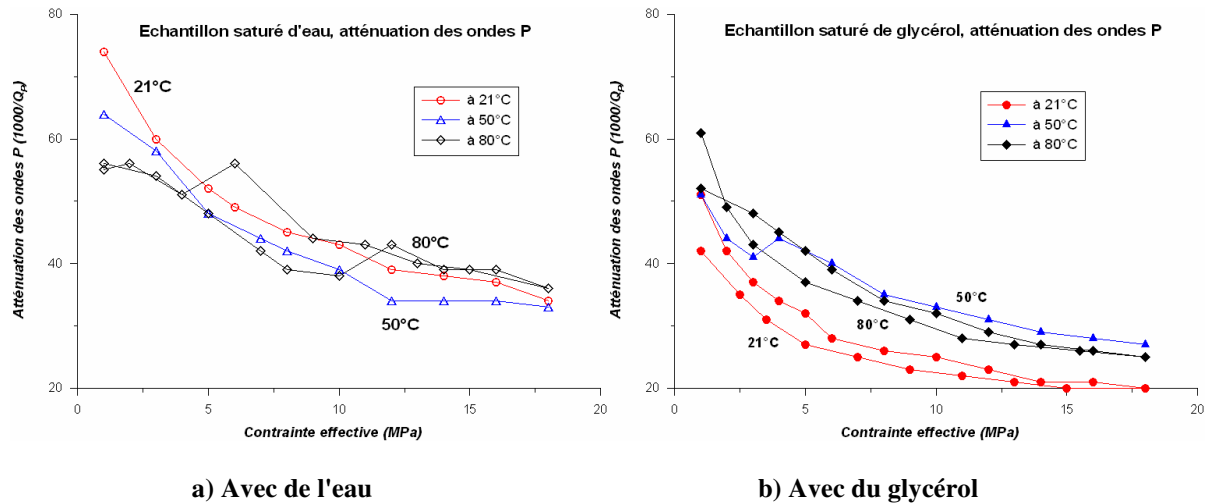 Echantillon saturé d'eau, atténuation des ondes P
21°C
à 21°C
à 50°C
à 80°C
80°C
50°C
Atténuation des ondes P (1000/Qp)
80
60
40
20
0
5
10
15
20
Contrainte effective (MPa)
a) Avec de l'eau
Echantillon saturé de glycérol, atténuation des ondes P
à 21°C
à 50°C
à 80°C
50°C
80°C
21°C
Atténuation des ondes P (1000/Qp)
80
60
40
20
0
5
10
15
20
Contrainte effective (MPa)
b) Avec du glycérol